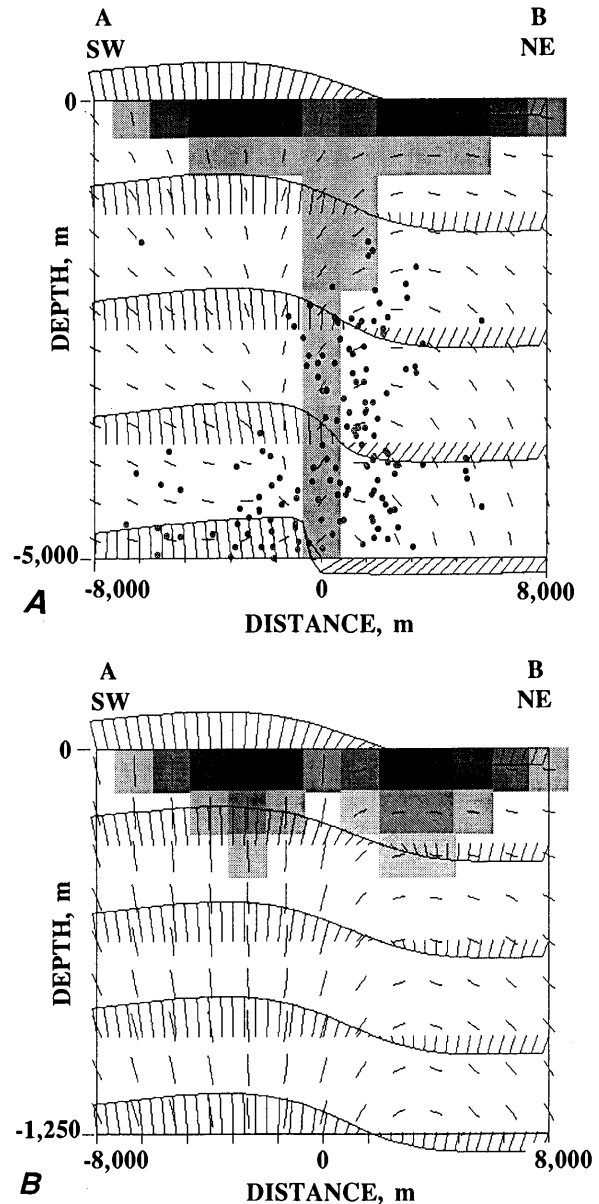 A B
SW NE
0
DEPTH, m
-5,000
-8,000 0 8,000
A
DISTANCE, m
A B
SW NE
0
DEPTH, m
-1,250
-8,000 0 8,000
B
DISTANCE, m